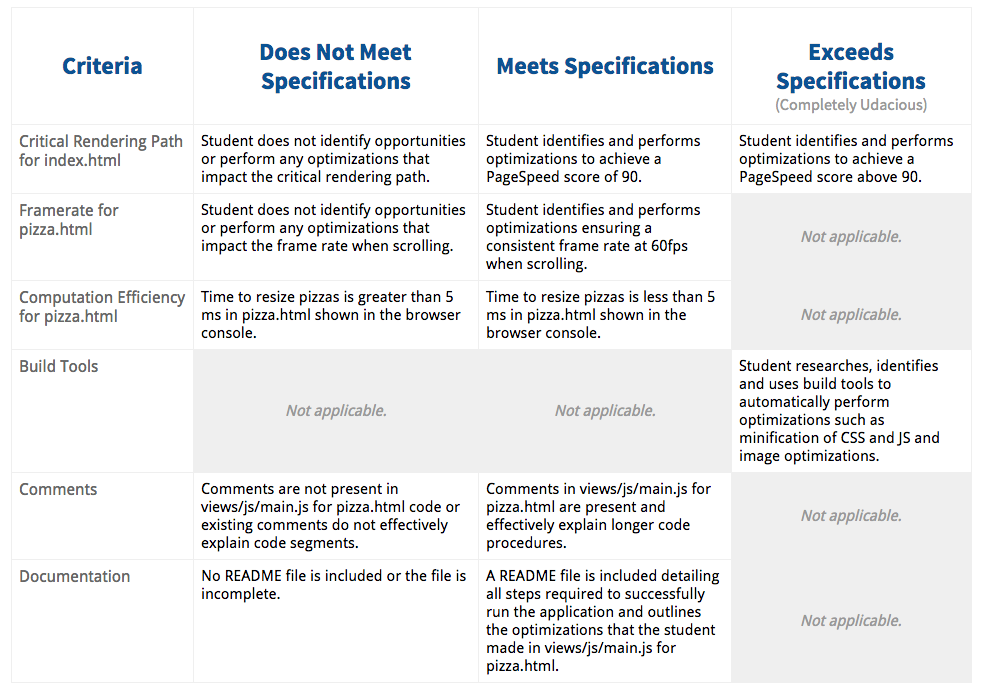 Criteria
Does Not Meet
Specifications
Meets Specifications
Exceeds
Specifications
(Completely Udacious)
Critical Rendering Path
for index.html
Student does not identify opportunities
or perform any optimizations that
impact the critical rendering path.
Student identifies and performs
optimizations to achieve a
PageSpeed score of 90.
Student identifies and performs
optimizations to achieve a
PageSpeed score above 90.
Framerate for
pizza.html
Student does not identify opportunities
or perform any optimizations that
impact the frame rate when scrolling.
Student identifies and performs
optimizations ensuring a
consistent frame rate at 60fps
when scrolling.
Not applicable.
Computation Efficiency
for pizza.html
Time to resize pizzas is greater than 5
ms in pizza.html shown in the browser
console.
Time to resize pizzas is less than 5
ms in pizza.html shown in the
browser console.
Not applicable.
Build Tools
Not applicable.
Not applicable.
Student researches, identifies
and uses build tools to
automatically perform
optimizations such as
minification of CSS and JS and
image optimizations.
Comments
Comments are not present in
views/js/main.js for pizza.html code or
existing comments do not effectively
explain code segments.
Comments in views/js/main.js for
pizza.html are present and
effectively explain longer code
procedures.
Not applicable.
Documentation
No README file is included or the file is
incomplete.
A README file is included detailing
all steps required to successfully
run the application and outlines
the optimizations that the student
made in views/js/main.js for
pizza.html.
Not applicable.